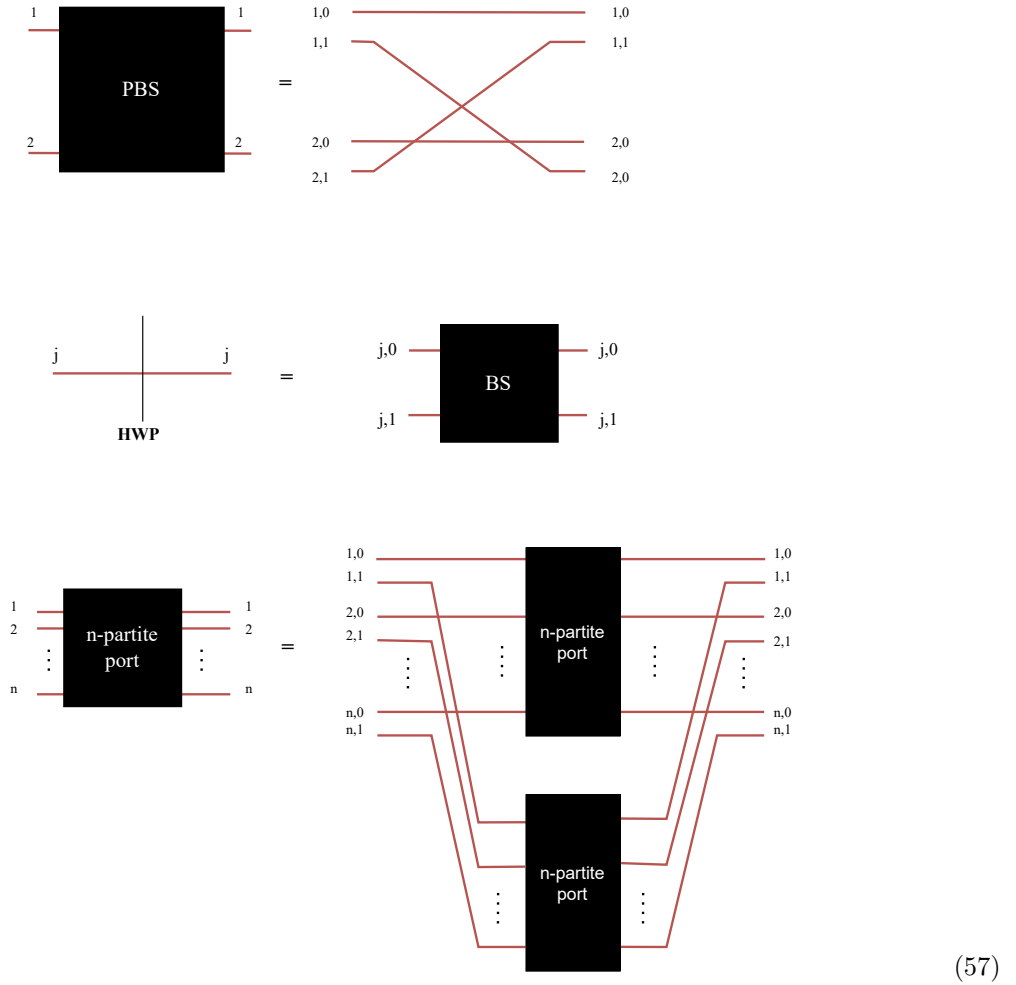 1 1 1,0 1,0
1,1 1,1
PBS =
2 2 2,0 2,0
2,1 2,0
j j = j,0 j,0
BS
j,1 j,1
HWP
1,0 1,0
1,1 1,1
1 1 2,0 2,0
2 2 2,1 2,1
n-partite
port
=
n-partite
port
n n n,0 n,0
n,1 n,1
n-partite
port
(57)